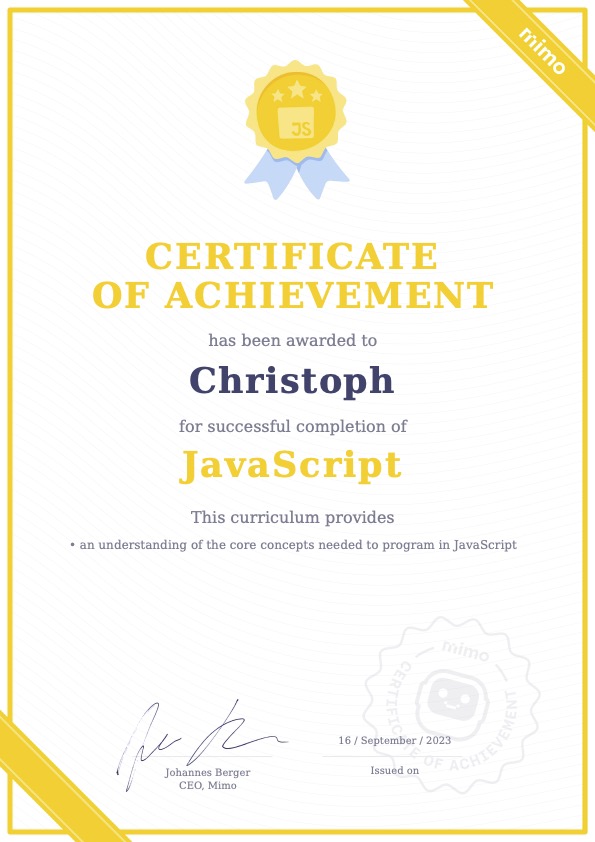 mimo
JS
CERTIFICATE
OF ACHIEVEMENT
has been awarded to
Christoph
for successful completion of
JavaScript
This curriculum provides
• an understanding of the core concepts needed to program in JavaScript
mimo
CERTIFICATE OF ACHIEVEMENT
16 / September / 2023
Johannes Berger
Issued on
CEO, Mimo